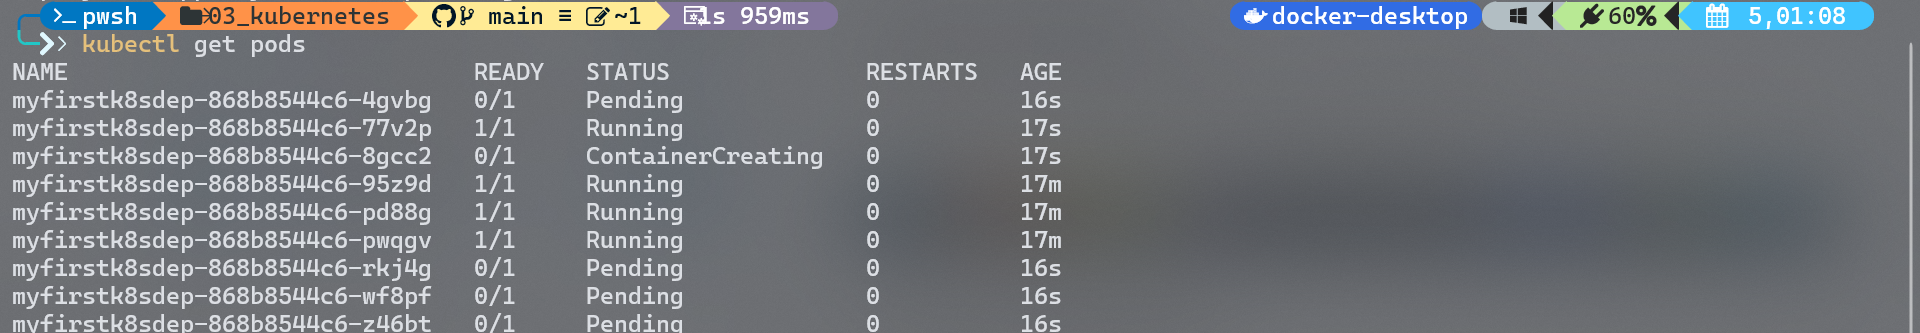 pwsh 03_kubernetes main ≡ ~1 1s 959ms docker-desktop 60% 5,01:08
kubectl get pods
NAME READY STATUS RESTARTS AGE
myfirstk8sdep-868b8544c6-4gvbg 0/1 Pending 0 16s
myfirstk8sdep-868b8544c6-77v2p 1/1 Running 0 17s
myfirstk8sdep-868b8544c6-8gcc2 0/1 ContainerCreating 0 17s
myfirstk8sdep-868b8544c6-95z9d 1/1 Running 0 17m
myfirstk8sdep-868b8544c6-pd88g 1/1 Running 0 17m
myfirstk8sdep-868b8544c6-pwqgv 1/1 Running 0 17m
myfirstk8sdep-868b8544c6-rkj4g 0/1 Pending 0 16s
myfirstk8sdep-868b8544c6-wf8pf 0/1 Pending 0 16s
myfirstk8sdep-868b8544c6-z46bt 0/1 Pending 0 16s